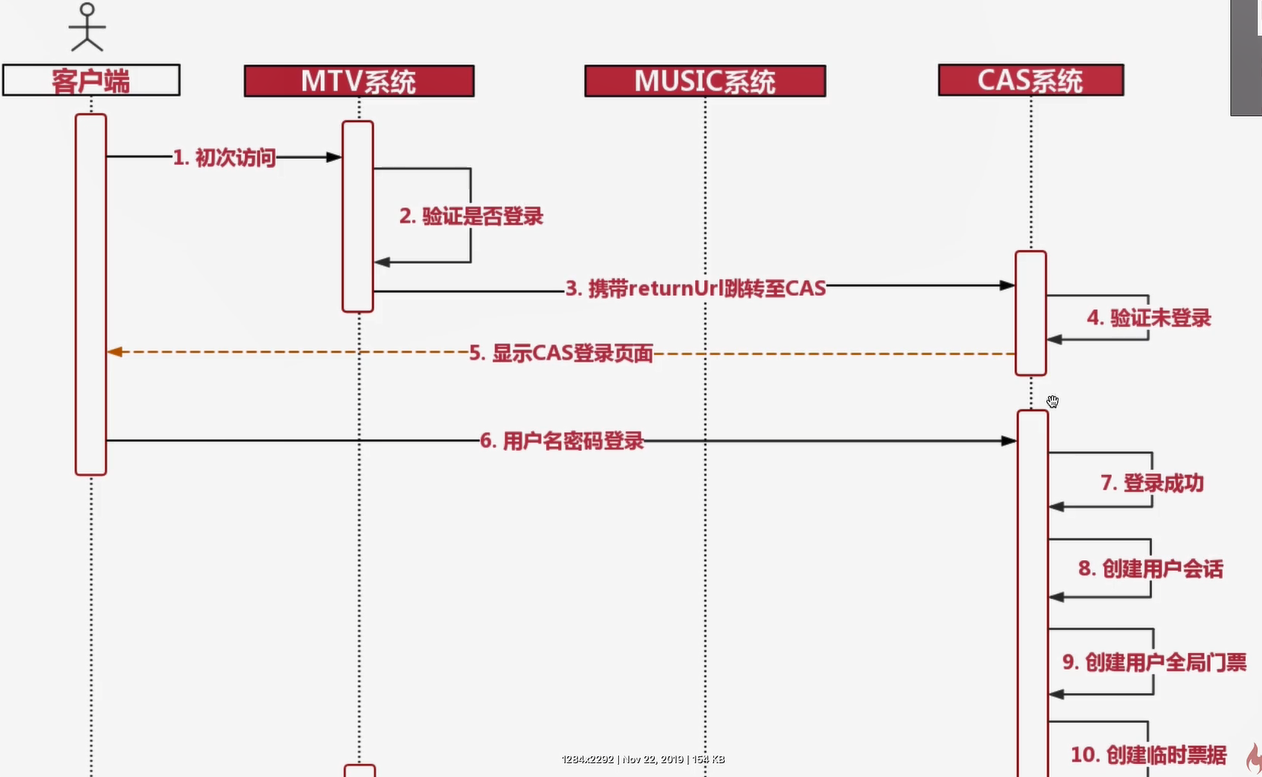 客户端
MTV系统
MUSIC系统
CAS系统
1. 初次访问
2. 验证是否登录
3. 携带returnUrl跳转至CAS
4. 验证未登录
5. 显示CAS登录页面
6. 用户名密码登录
7. 登录成功
8. 创建用户会话
9. 创建用户全局门票
10. 创建临时票据
1284x2292 | Nov 22, 2019 | 154 KB